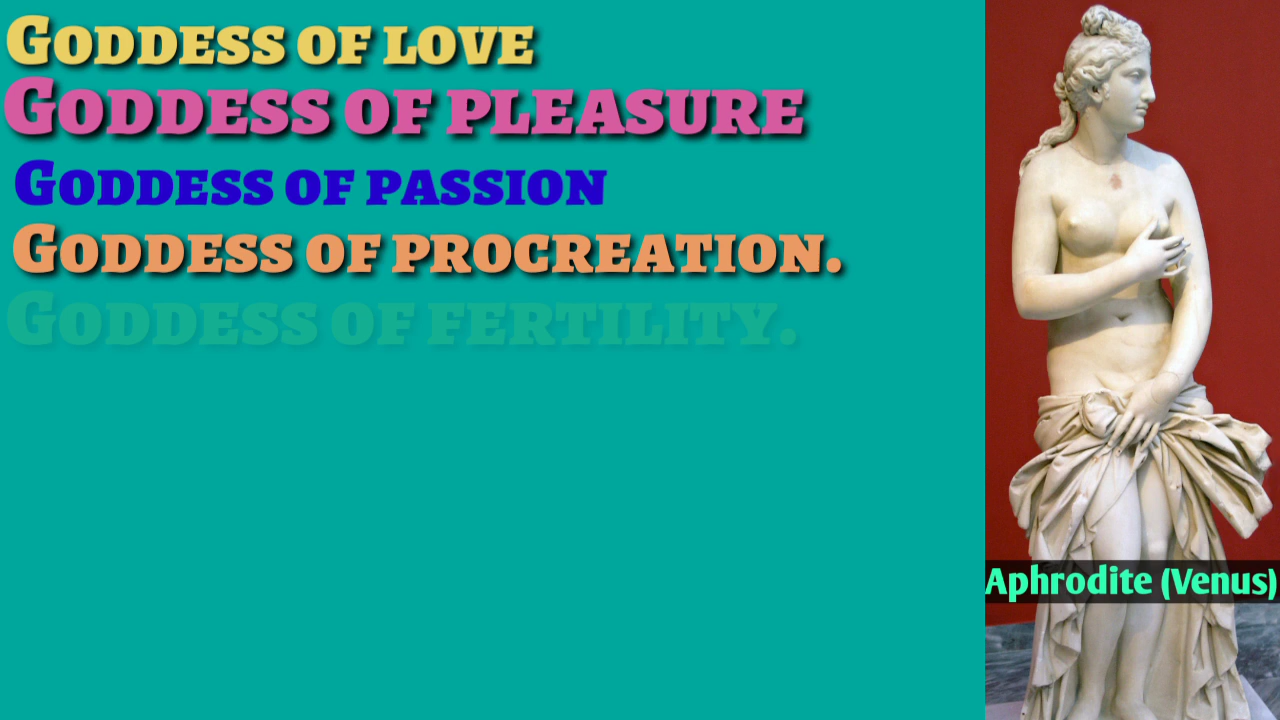 Goddess of love
Goddess of pleasure
Goddess of passion
Goddess of procreation.
Goddess of fertility.
Aphrodite (Venus)